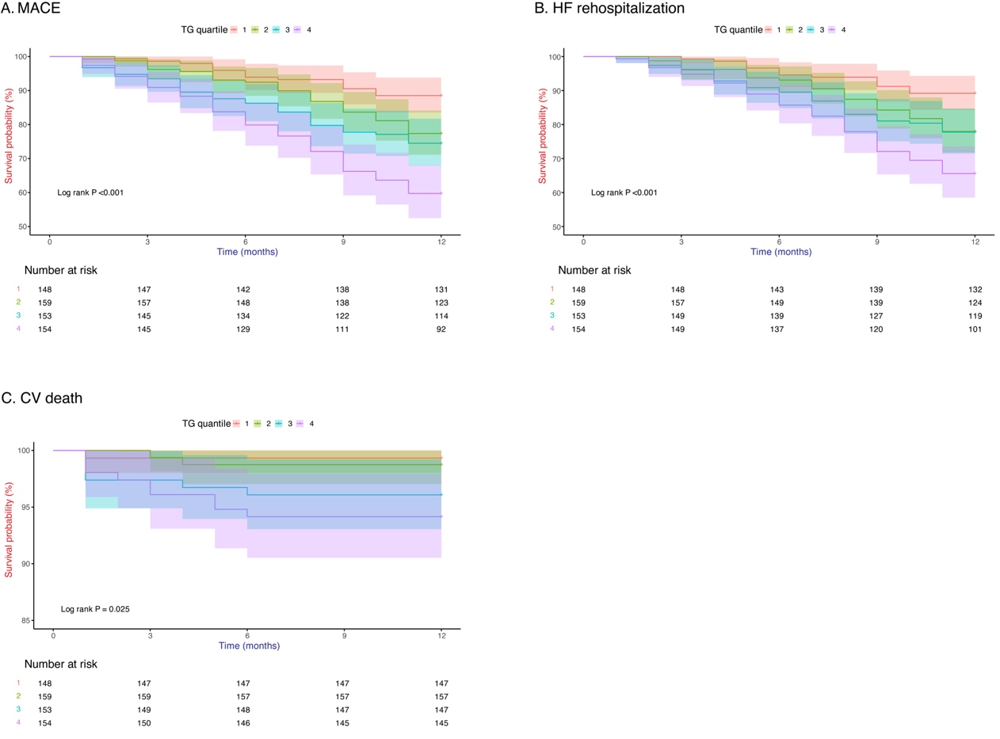 A. MACE
TG quartile 1 2 3 4
Survival probability (%)
100
90
80
70
60
50
Log rank P <0.001
0 3 6 9 12
Time (months)
Number at risk
1 148 147 142 138 131
2 159 157 148 138 123
3 153 145 134 122 114
4 154 145 129 111 92
B. HF rehospitalization
TG quantile 1 2 3 4
Survival probability (%)
100
90
80
70
60
50
Log rank P <0.001
0 3 6 9 12
Time (months)
Number at risk
1 148 148 143 139 132
2 159 157 149 139 124
3 153 149 139 127 119
4 154 149 137 120 101
C. CV death
TG quantile 1 2 3 4
Survival probability (%)
100
95
90
85
Log rank P = 0.025
0 3 6 9 12
Time (months)
Number at risk
1 148 147 147 147 147
2 159 159 157 157 157
3 153 149 148 147 147
4 154 150 146 145 145